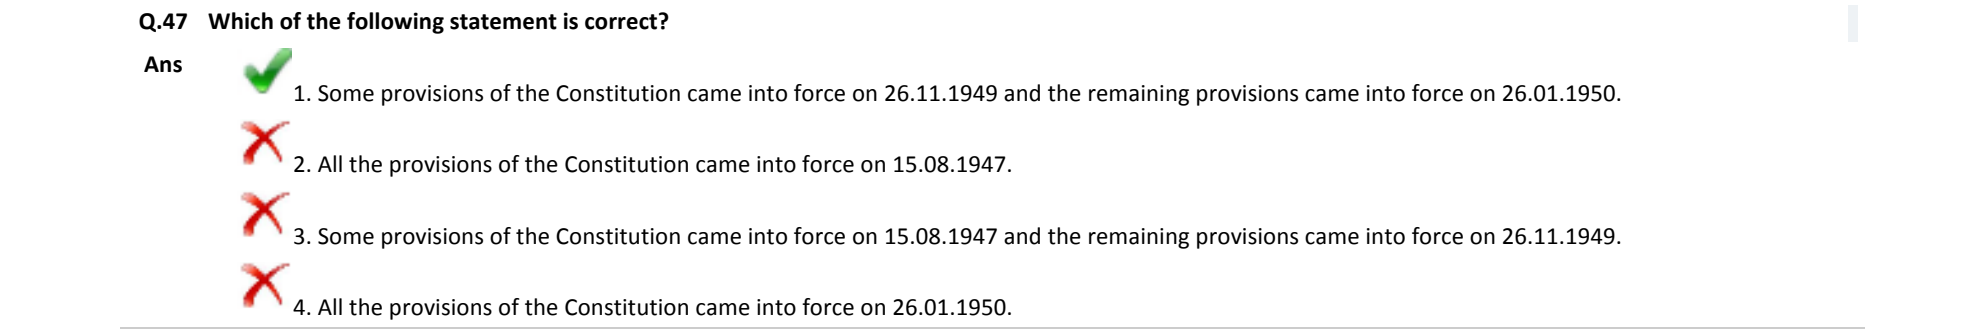 Q.47 Which of the following statement is correct?
Ans
1. Some provisions of the Constitution came into force on 26.11.1949 and the remaining provisions came into force on 26.01.1950.
2. All the provisions of the Constitution came into force on 15.08.1947.
3. Some provisions of the Constitution came into force on 15.08.1947 and the remaining provisions came into force on 26.11.1949.
4. All the provisions of the Constitution came into force on 26.01.1950.